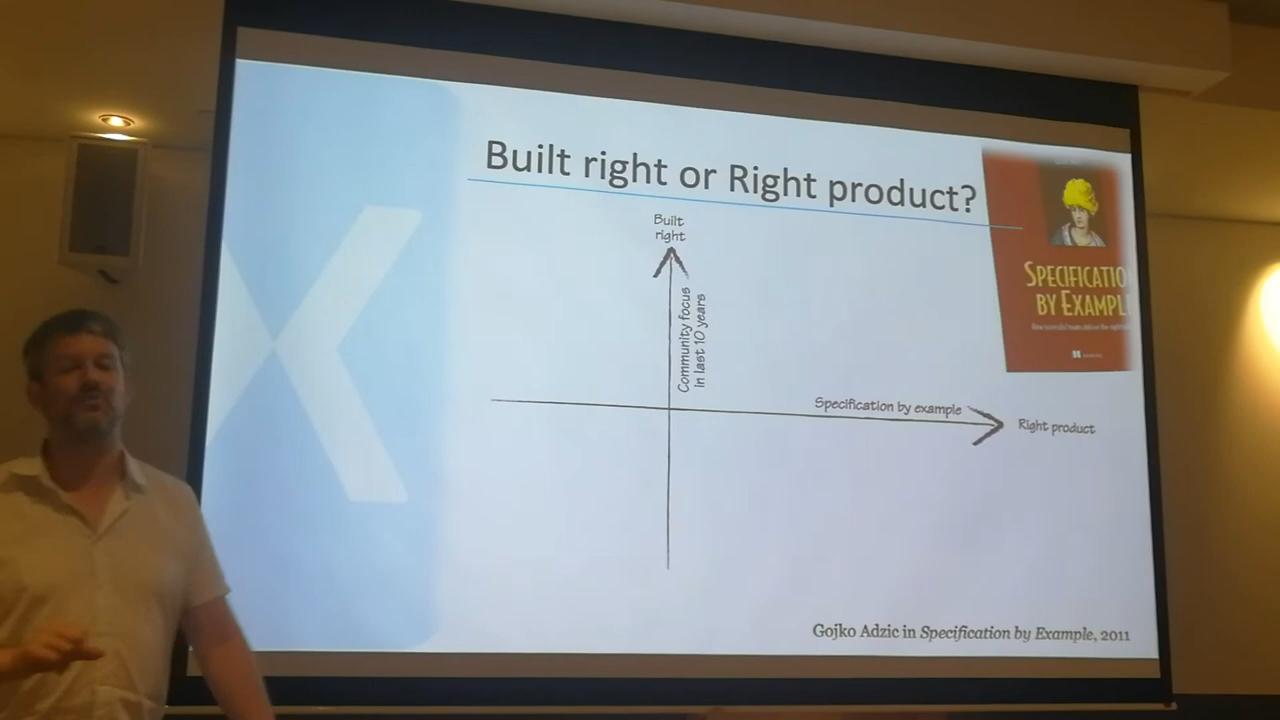 Built right or Right product?
Built
right
Community focus
in last 10 years
Specification by example
Right product
SPECIFICATIO
BY EXAMPL
Gojko Adzic in Specification by Example, 2011